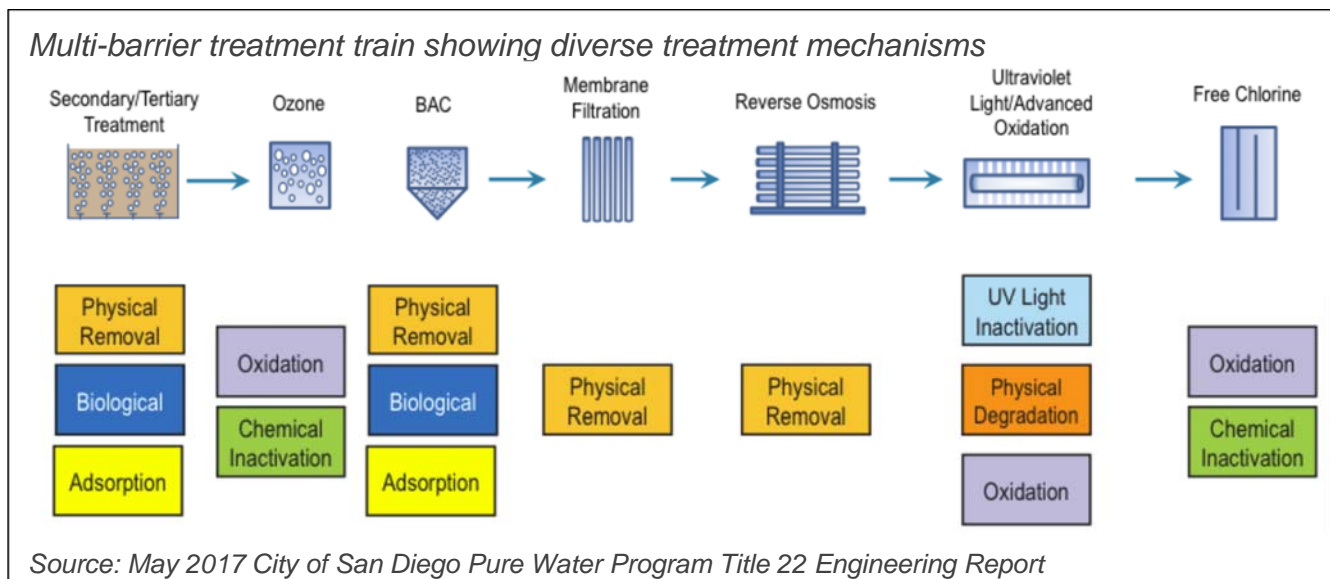 Multi-barrier treatment train showing diverse treatment mechanisms
Secondary/Tertiary
Treatment
Ozone
BAC
Membrane
Filtration
Reverse Osmosis
Ultraviolet
Light/Advanced
Oxidation
Free Chlorine
Physical
Removal
Biological
Adsorption
Oxidation
Chemical
Inactivation
Physical
Removal
Biological
Adsorption
Physical
Removal
Physical
Removal
UV Light
Inactivation
Physical
Degradation
Oxidation
Oxidation
Chemical
Inactivation
Source: May 2017 City of San Diego Pure Water Program Title 22 Engineering Report